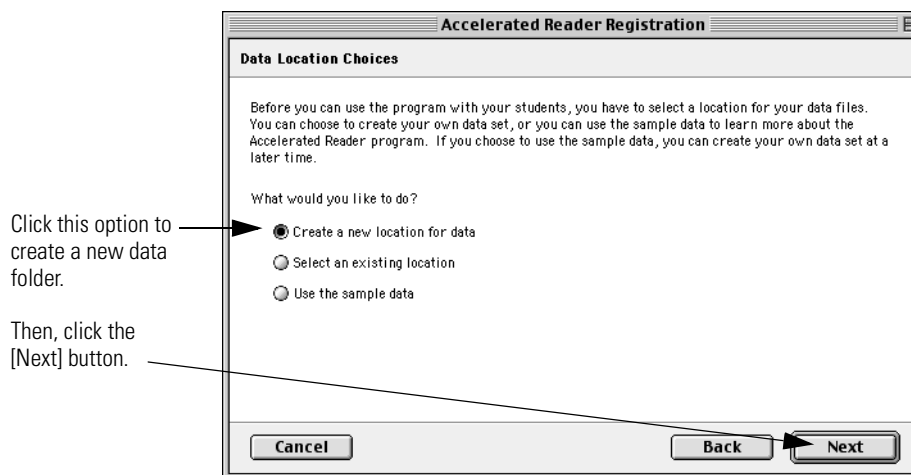 Accelerated Reader Registration
Data Location Choices
Before you can use the program with your students, you have to select a location for your data files.
You can choose to create your own data set, or you can use the sample data to learn more about the
Accelerated Reader program. If you choose to use the sample data, you can create your own data set at a
later time.
What would you like to do?
Click this option to
create a new data
folder.
Create a new location for data
Select an existing location
Use the sample data
Then, click the
[Next] button.
Cancel
Back
Next